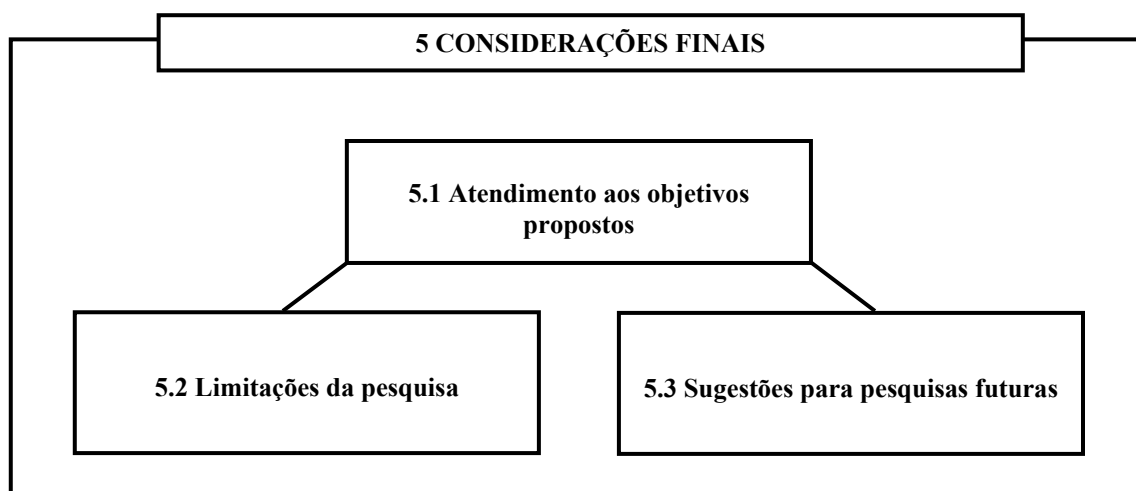 5 CONSIDERAÇÕES FINAIS
5.1 Atendimento aos objetivos
propostos
5.2 Limitações da pesquisa
5.3 Sugestões para pesquisas futuras